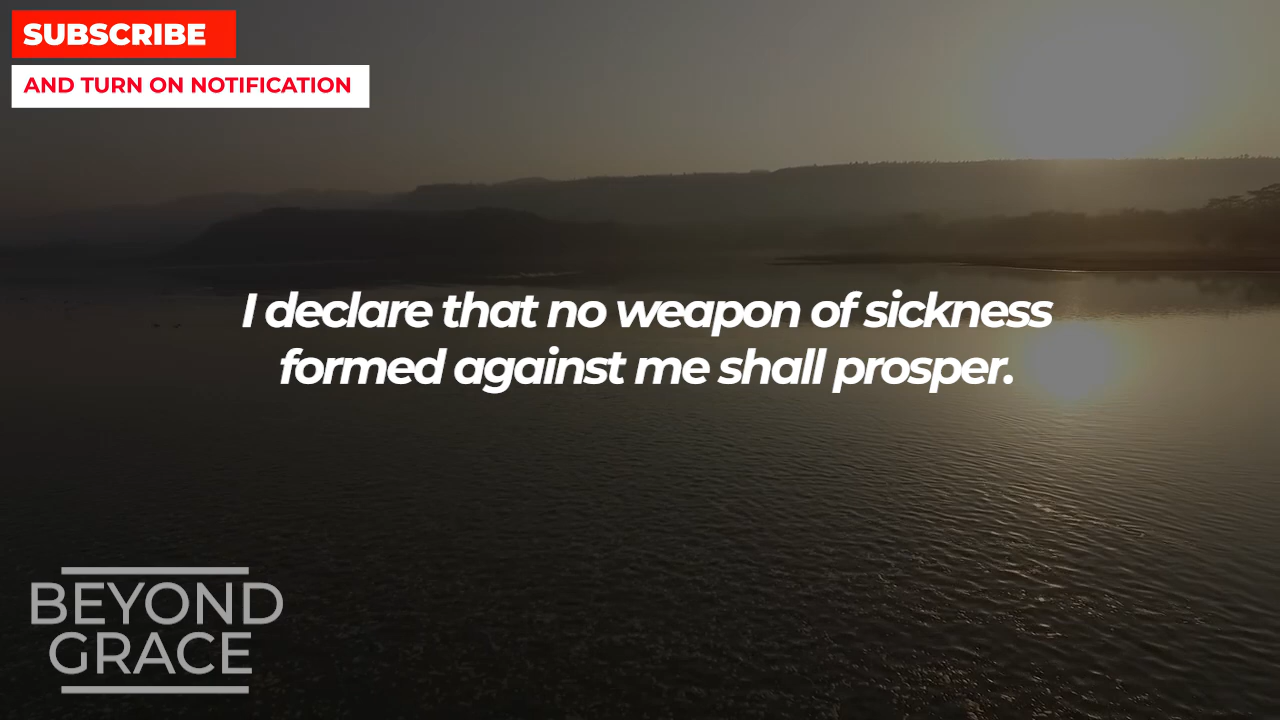 SUBSCRIBE
AND TURN ON NOTIFICATION
I declare that no weapon of sickness
formed against me shall prosper.
BEYOND
GRACE